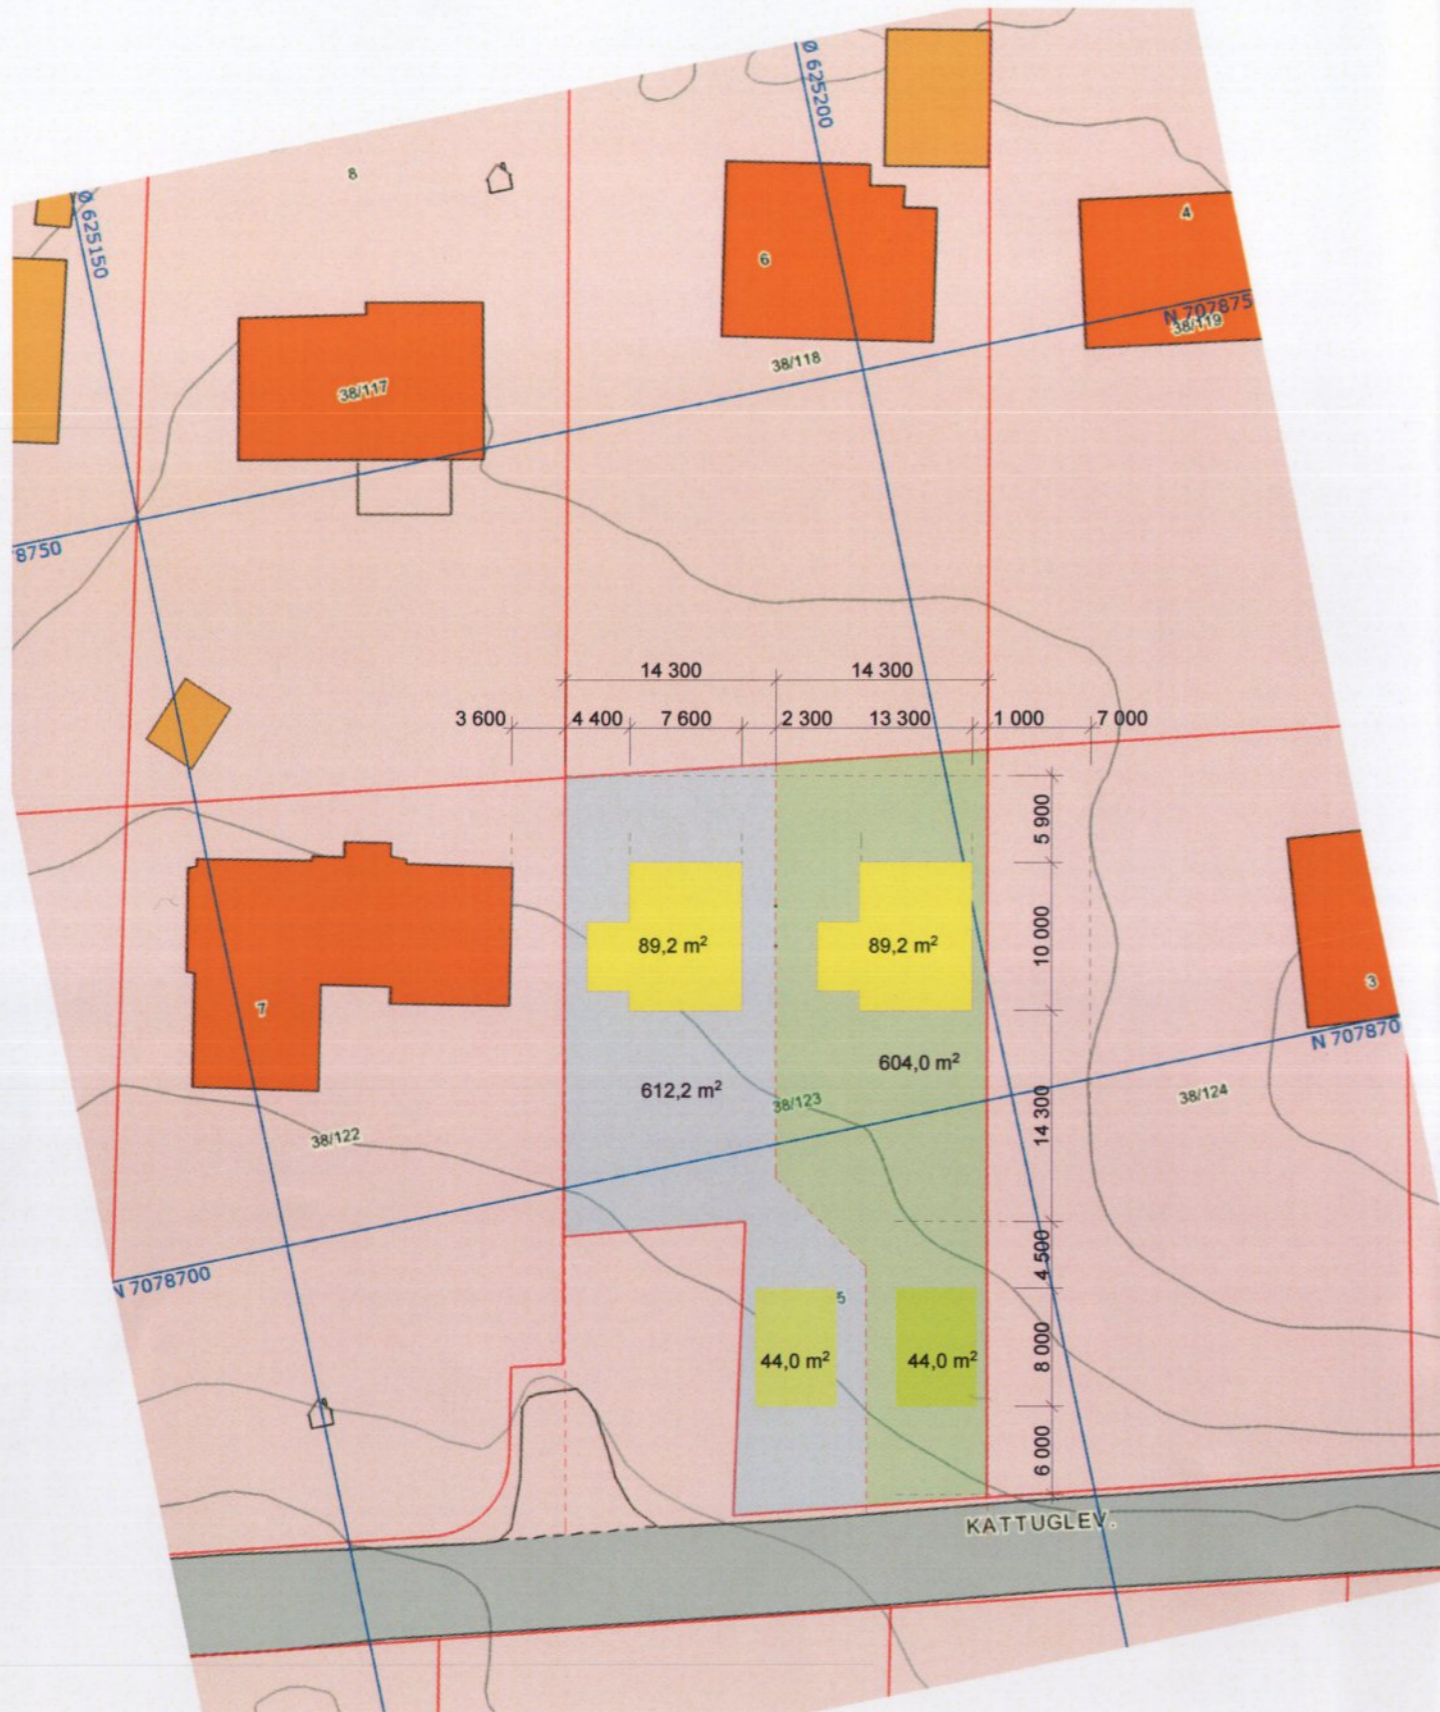 Ø 625200
8
Ø 625150
4
6
N 707875
38/119
38/118
38/117
8750
14 300
14 300
3 600
4 400
7 600
2 300
13 300
1 000
7 000
5 900
89,2 m²
89,2 m²
10 000
3
7
N 707870
604,0 m²
612,2 m²
38/123
38/124
14 300
38/122
4 500
N 7078700
5
44,0 m²
44,0 m²
8 000
6 000
KATTUGLEV.